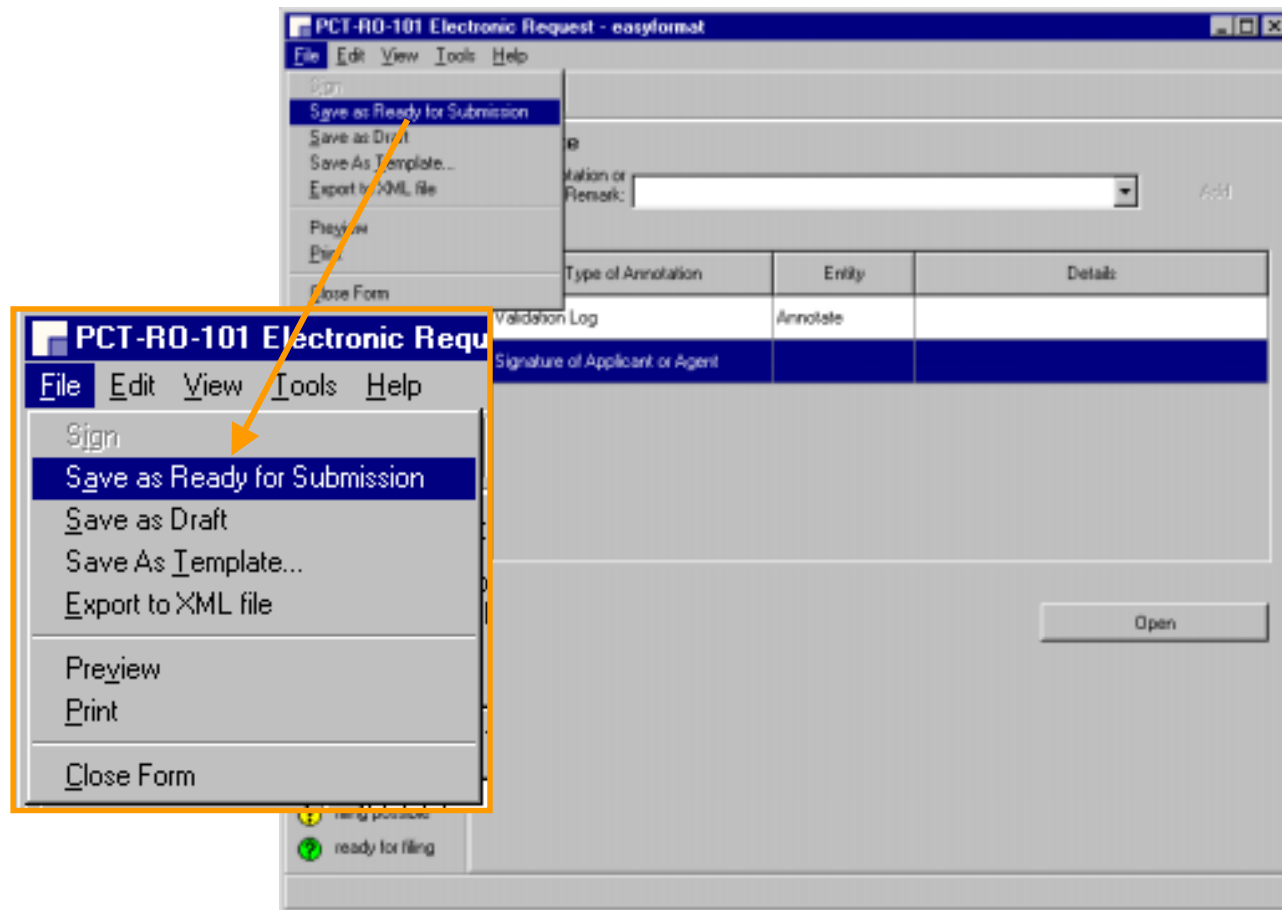 PCT-RO-101 Electronic Request - easyformat
File Edit View Tools Help
Sign
Save as Ready for Submission
Save as Draft
Save As Template...
Export to XML file
Preview
Print
Close Form
tation or
Remark:
Add
Type of Annotation Entity Details
Validation Log Annotate
Signature of Applicant or Agent
Open
PCT-RO-101 Electronic Requ
File Edit View Tools Help
Sign
Save as Ready for Submission
Save as Draft
Save As Template...
Export to XML file
Preview
Print
Close Form
filing possible
ready for filing